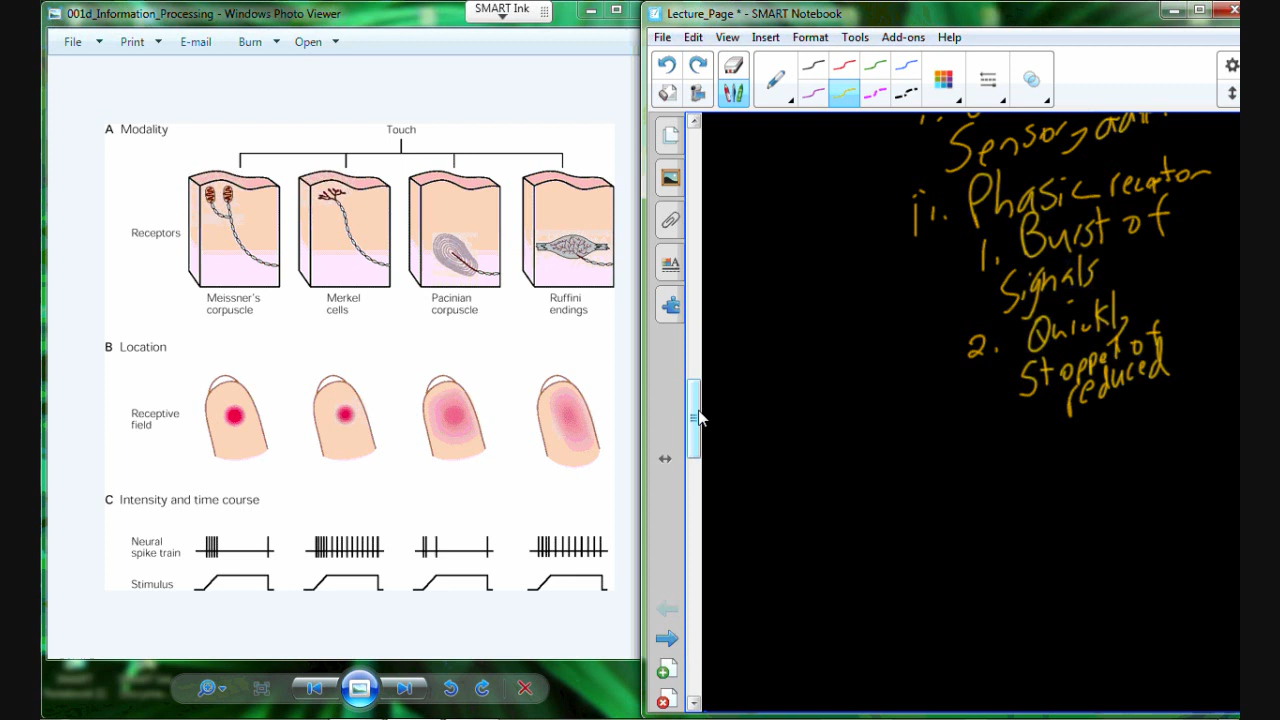 001d_Information_Processing - Windows Photo Viewer
SMART Ink
File Print E-mail Burn Open
A Modality
Touch
Receptors
Meissner's corpuscle
Merkel cells
Pacinian corpuscle
Ruffini endings
B Location
Receptive field
C Intensity and time course
Neural spike train
Stimulus
Lecture_Page * - SMART Notebook
File Edit View Insert Format Tools Add-ons Help
Sensory
ii. Phasic receptor
1. Burst of
Signals
2. Quickly
Stopped or
reduced